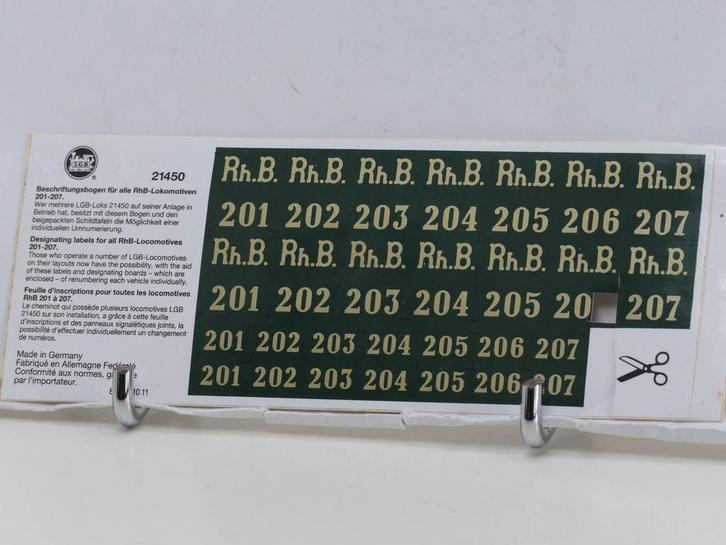 LGB
®
21450
Beschriftungsbogen für alle RhB-Lokomotiven
201-207.
Wer mehrere LGB-Loks 21450 auf seiner Anlage in
Betrieb hat, besitzt mit diesem Bogen und den
beigepackten Schildtafeln die Möglichkeit einer
individuellen Umnumerierung.
Designating labels for all RhB-Locomotives
201-207.
Those who operate a number of LGB-Locomotives
on their layouts now have the possibility, with the aid
of these labels and designating boards – which are
enclosed – of renumbering each vehicle individually.
Feuille d'inscriptions pour toutes les locomotives
RhB 201 à 207.
Le cheminot qui possède plusieurs locomotives LGB
21450 sur son installation, a grâce à cette feuille
d'inscriptions et des panneaux signalétiques joints, la
possibilité d'effectuer individuellement un changement
de numéros.
Made in Germany
Fabriqué en Allemagne
Conformité aux normes,
par l'importateur.
10 11
Rh.B. Rh.B. Rh.B. Rh.B. Rh.B. Rh.B. Rh.B.
201 202 203 204 205 206 207
Rh.B. Rh.B. Rh.B. Rh.B. Rh.B. Rh.B. Rh.B.
201 202 203 204 205 20 207
201 202 203 204 205 206 207
201 202 203 204 205 206 207